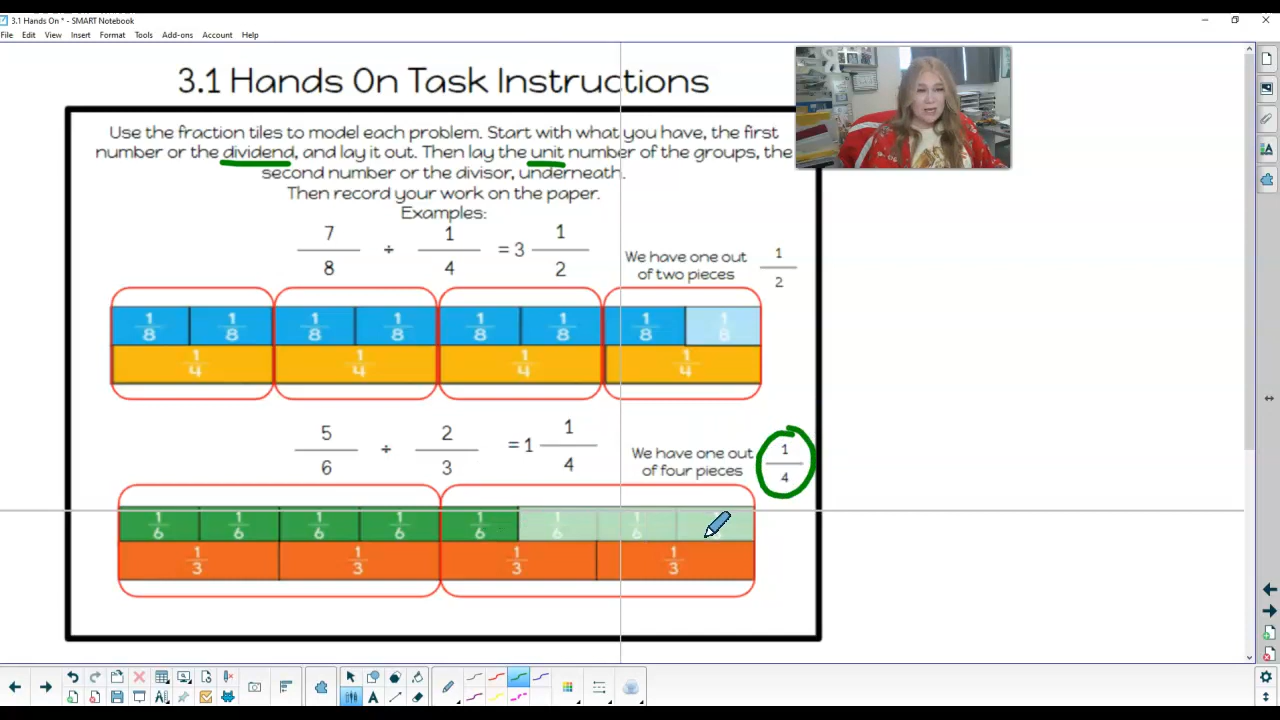 3.1 Hands On * - SMART Notebook
File Edit View Insert Format Tools Add-ons Account Help
3.1 Hands On Task Instructions
Use the fraction tiles to model each problem. Start with what you have, the first
number or the dividend, and lay it out. Then lay the unit number of the groups, the
second number or the divisor, underneath.
Then record your work on the paper.
Examples:
7/8 ÷ 1/4 = 3 1/2
We have one out
of two pieces 1/2
1/8 1/8 1/8 1/8 1/8 1/8 1/8 1/8
1/4 1/4 1/4 1/4
5/6 ÷ 2/3 = 1 1/4
We have one out
of four pieces 1/4
1/6 1/6 1/6 1/6 1/6 1/6 1/6
1/3 1/3 1/3 1/3